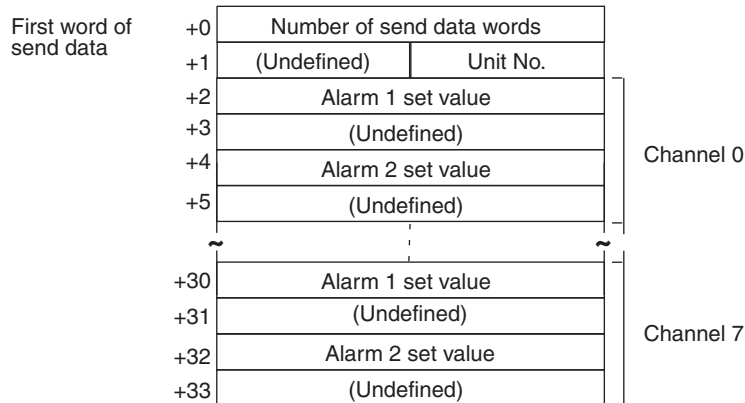 First word of
send data
+0 Number of send data words
+1 (Undefined) Unit No.
+2 Alarm 1 set value
+3 (Undefined)
+4 Alarm 2 set value
+5 (Undefined)
Channel 0
~ ~
+30 Alarm 1 set value
+31 (Undefined)
+32 Alarm 2 set value
+33 (Undefined)
Channel 7